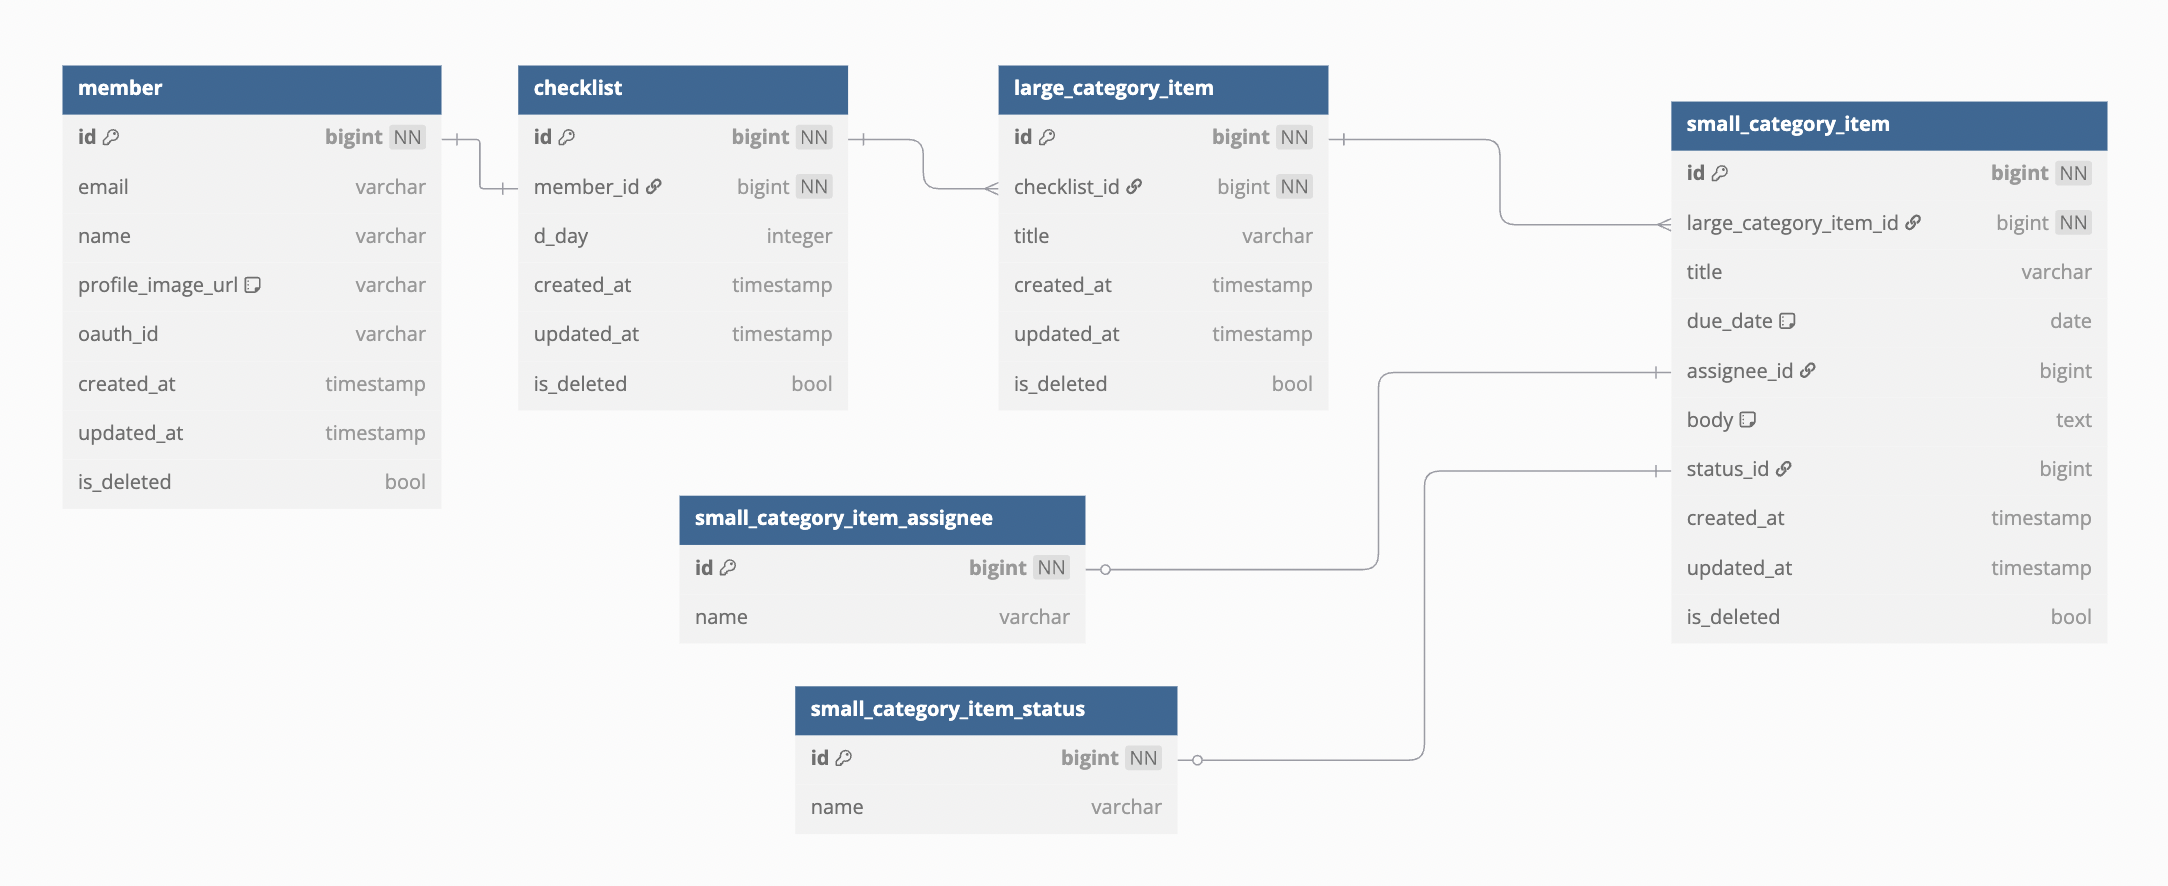 member
id bigint NN
email varchar
name varchar
profile_image_url varchar
oauth_id varchar
created_at timestamp
updated_at timestamp
is_deleted bool
checklist
id bigint NN
member_id bigint NN
d_day integer
created_at timestamp
updated_at timestamp
is_deleted bool
large_category_item
id bigint NN
checklist_id bigint NN
title varchar
created_at timestamp
updated_at timestamp
is_deleted bool
small_category_item
id bigint NN
large_category_item_id bigint NN
title varchar
due_date date
assignee_id bigint
body text
status_id bigint
created_at timestamp
updated_at timestamp
is_deleted bool
small_category_item_assignee
id bigint NN
name varchar
small_category_item_status
id bigint NN
name varchar